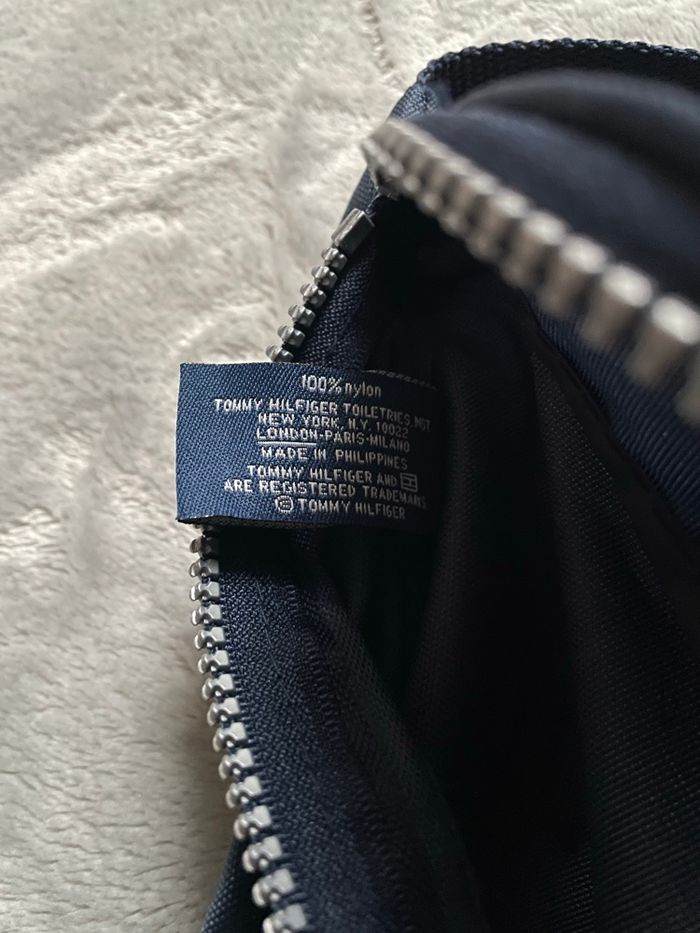 100% nylon
TOMMY HILFIGER TOILETRIES, NST
NEW YORK, N.Y. 10022
LONDON-PARIS-MILANO
MADE IN PHILIPPINES
TOMMY HILFIGER AND
ARE REGISTERED TRADEMARKS
© TOMMY HILFIGER